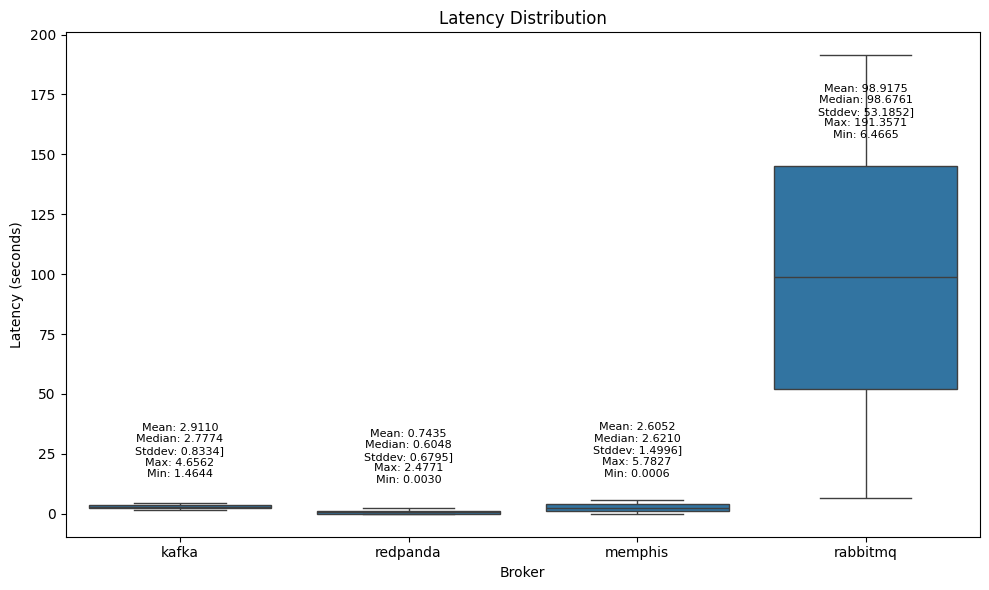 Latency Distribution
Latency (seconds)
200
175
150
125
100
75
50
25
0
Mean: 2.9110
Median: 2.7774
Stddev: 0.8334]
Max: 4.6562
Min: 1.4644
Mean: 0.7435
Median: 0.6048
Stddev: 0.6795]
Max: 2.4771
Min: 0.0030
Mean: 2.6052
Median: 2.6210
Stddev: 1.4996]
Max: 5.7827
Min: 0.0006
Mean: 98.9175
Median: 98.6761
Stddev: 53.1852]
Max: 191.3571
Min: 6.4665
kafka
redpanda
memphis
rabbitmq
Broker